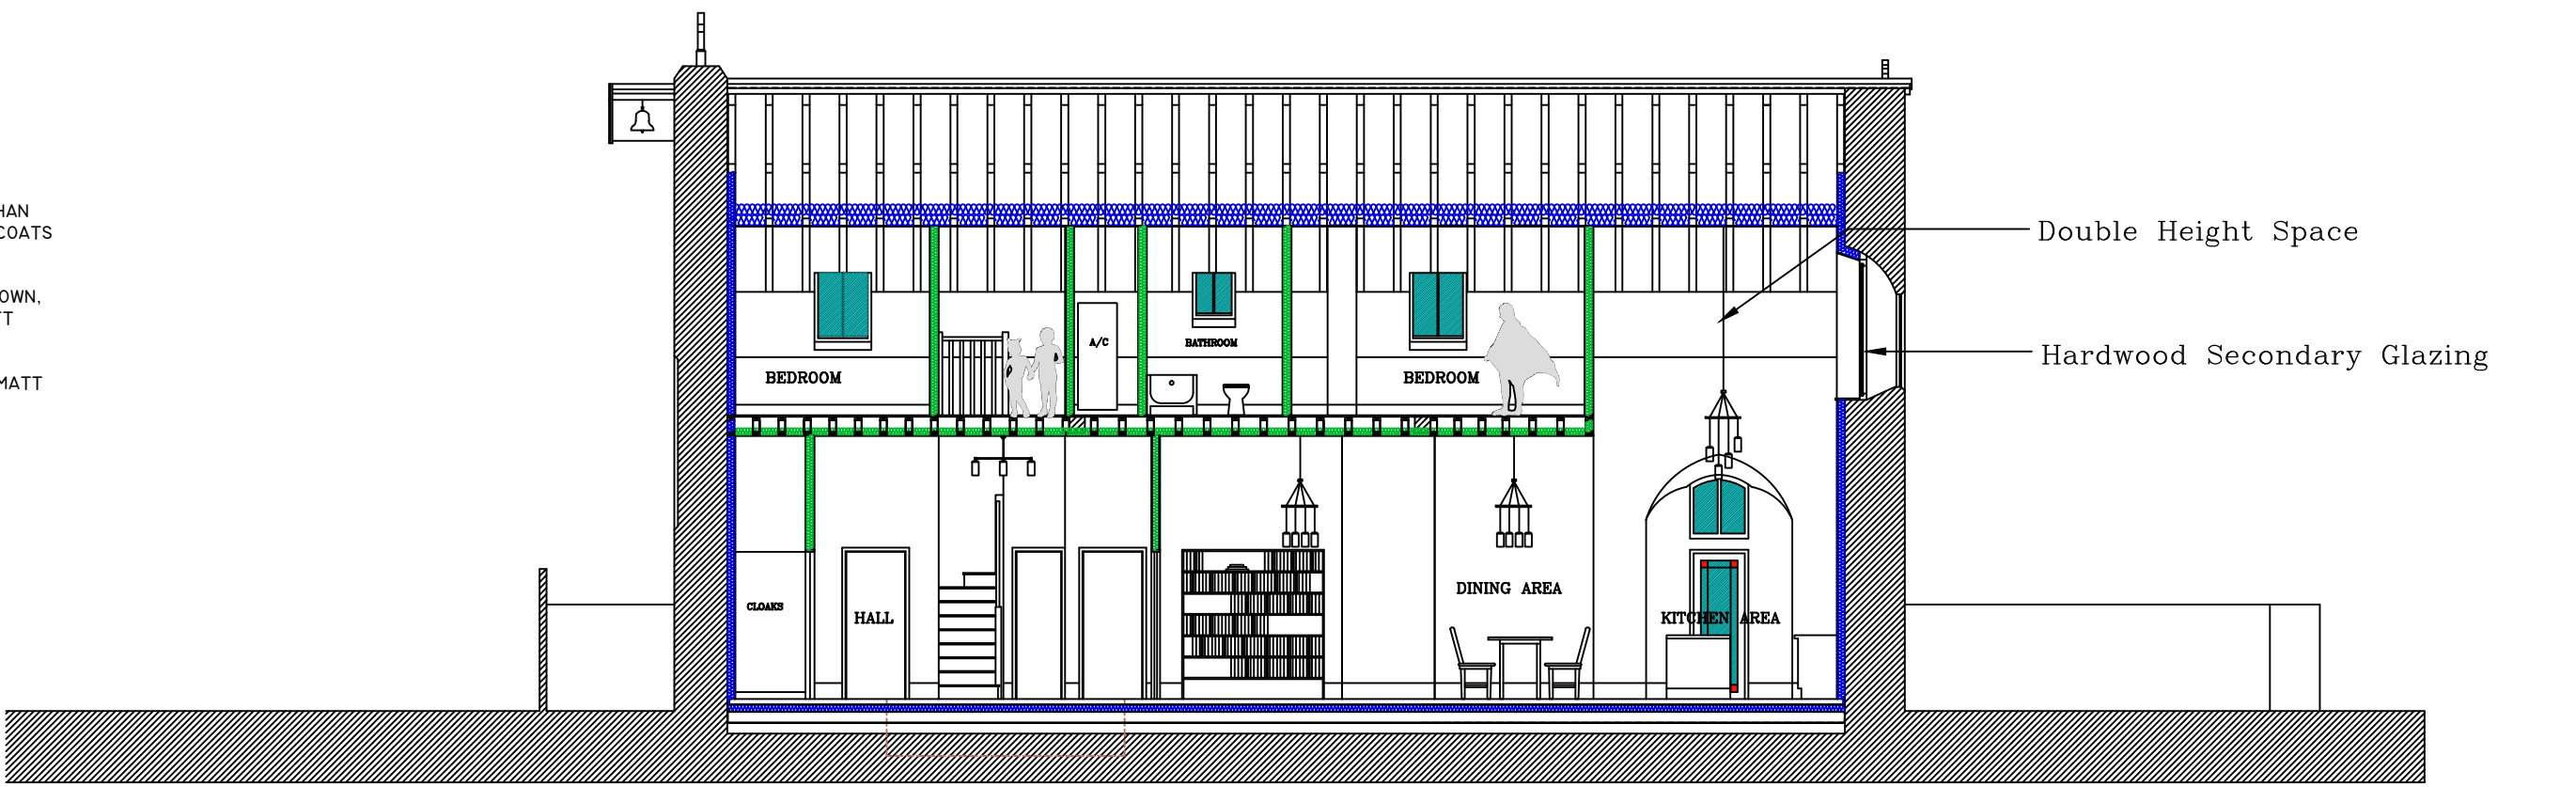 HAN
COATS
OWN,
TT
MATT
Double Height Space
Hardwood Secondary Glazing
A/C
BATHROOM
BEDROOM
BEDROOM
DINING AREA
CLOAKS
HALL
KITCHEN AREA